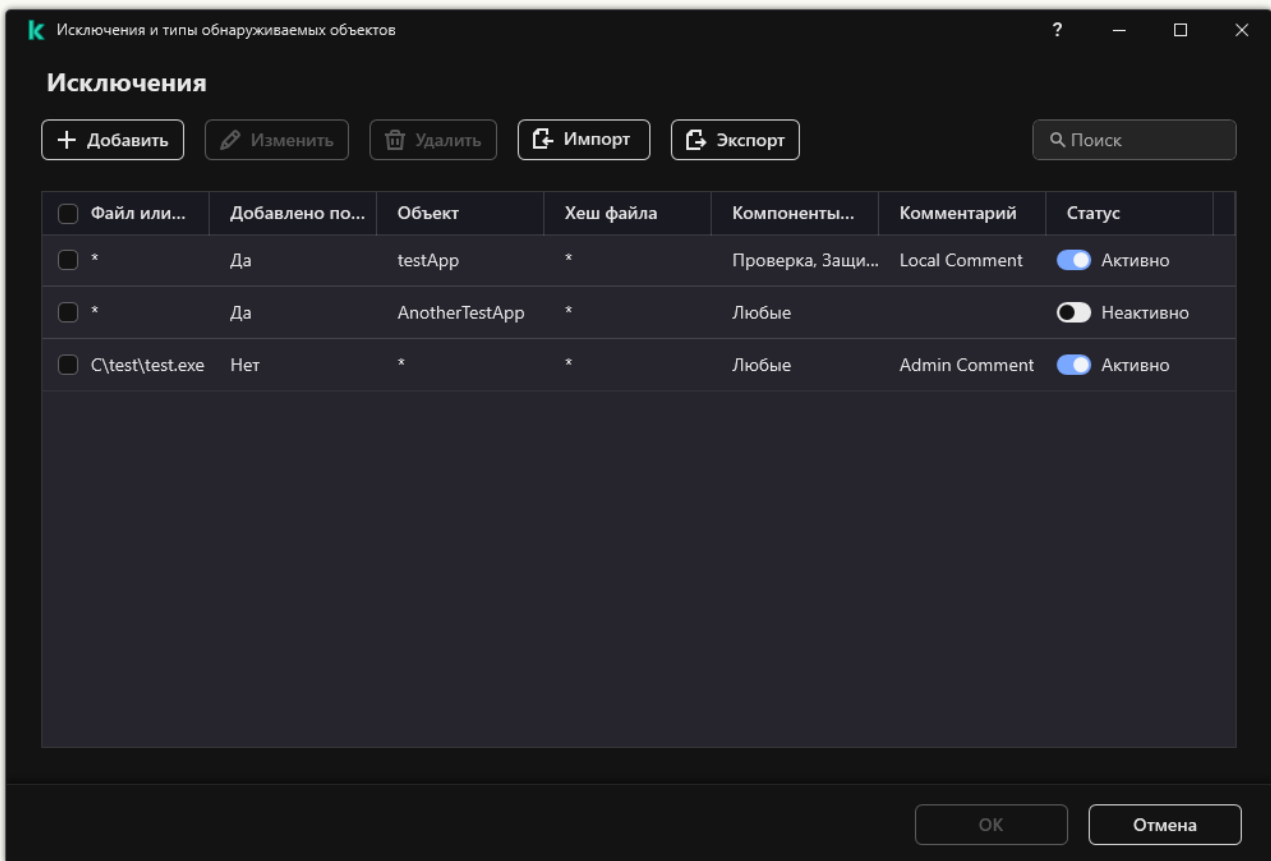 Исключения и типы обнаруживаемых объектов ?
Исключения
Добавить Изменить Удалить Импорт Экспорт Поиск
Файл или... Добавлено по... Объект Хеш файла Компоненты... Комментарий Статус
* Да testApp * Проверка, Защи... Local Comment Активно
* Да AnotherTestApp * Любые Неактивно
C\test\test.exe Нет * * Любые Admin Comment Активно
ОК Отмена